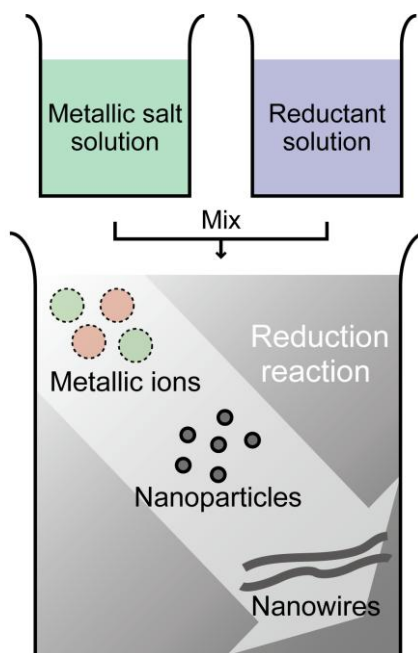 Metallic salt
solution
Reductant
solution
Mix
Reduction
reaction
Metallic ions
Nanoparticles
Nanowires